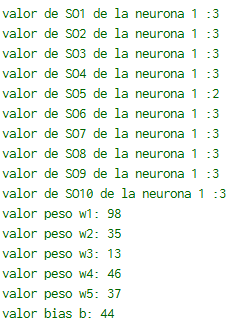 valor de SO1 de la neurona 1 :3
valor de SO2 de la neurona 1 :3
valor de SO3 de la neurona 1 :3
valor de SO4 de la neurona 1 :3
valor de SO5 de la neurona 1 :2
valor de SO6 de la neurona 1 :3
valor de SO7 de la neurona 1 :3
valor de SO8 de la neurona 1 :3
valor de SO9 de la neurona 1 :3
valor de SO10 de la neurona 1 :3
valor peso w1: 98
valor peso w2: 35
valor peso w3: 13
valor peso w4: 46
valor peso w5: 37
valor bias b: 44